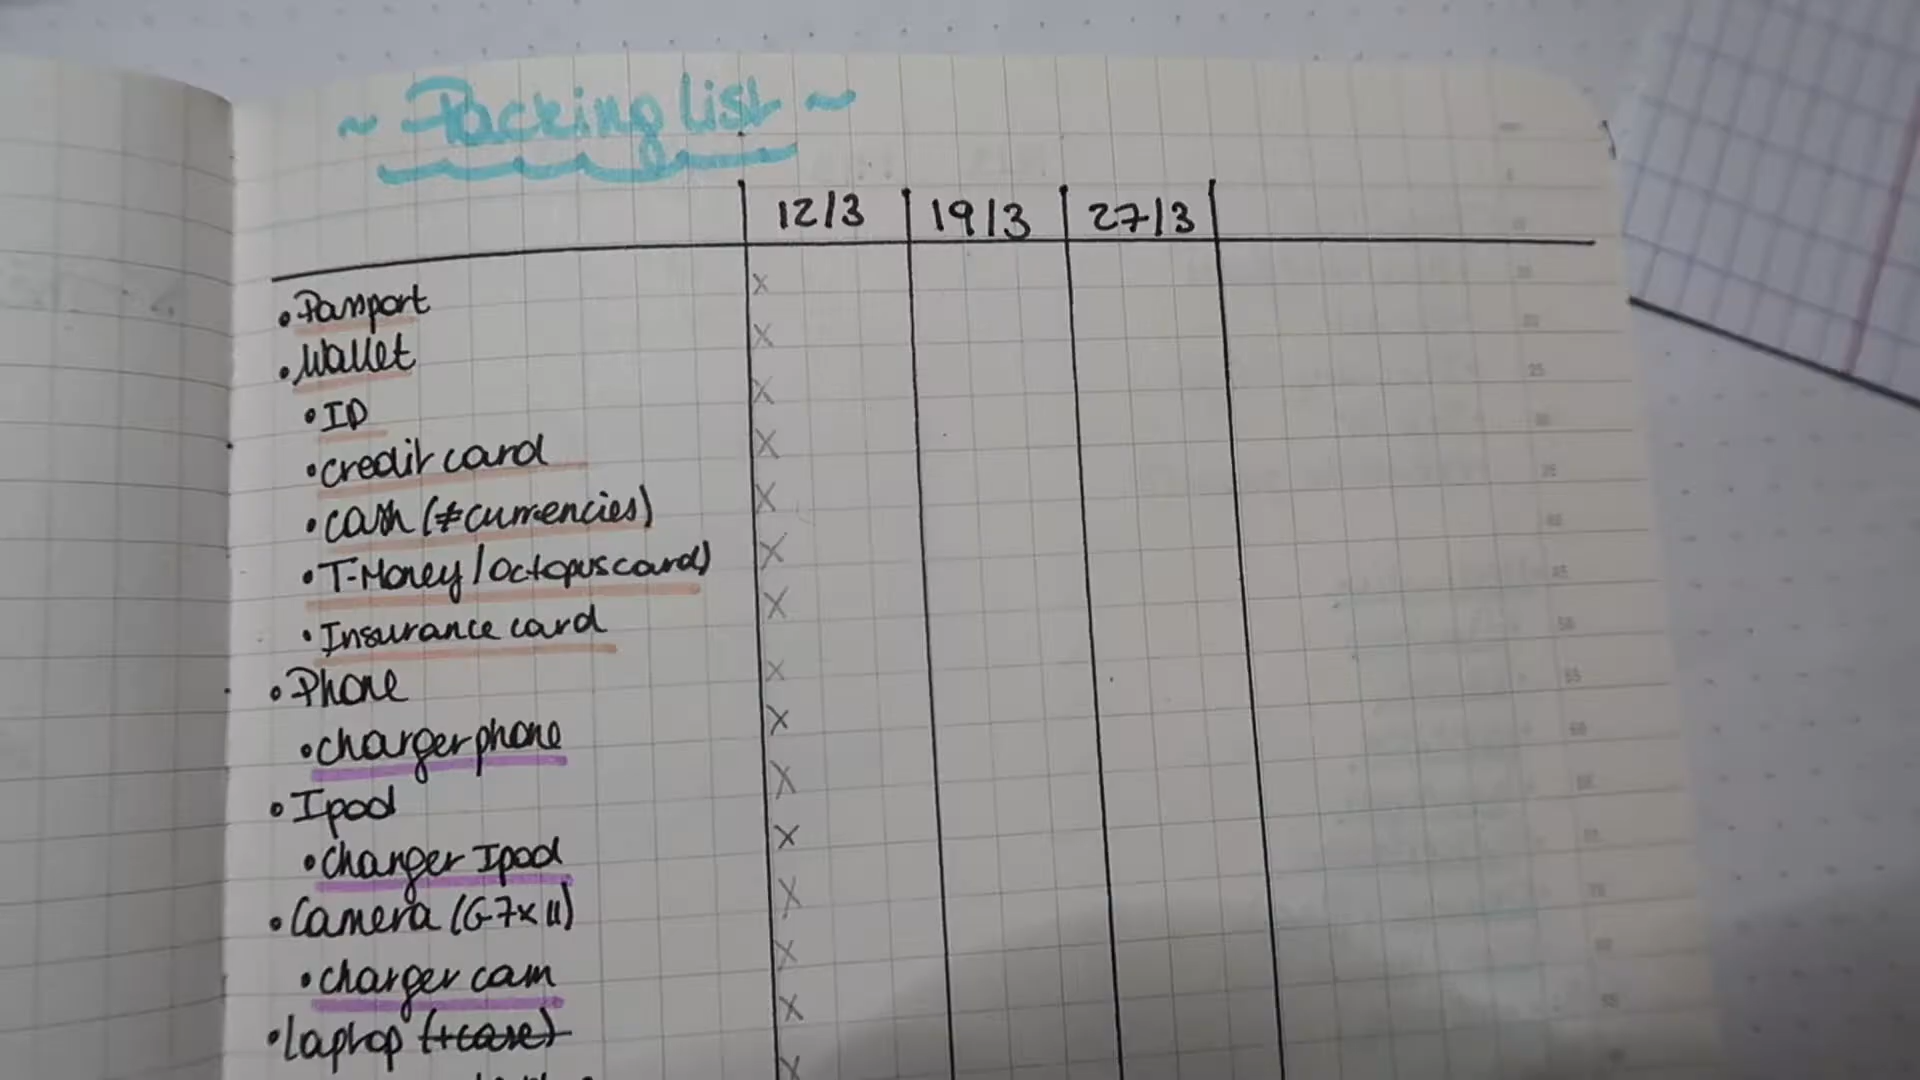 ~ Packing list ~
12/3 19/3 27/3
• Passport x
• Wallet x
• ID x
• credit card x
• cash (≠ currencies) x
• T-Money / Octopus card) x
• Insurance card x
• Phone x
• charger phone x
• Ipod x
• charger Ipod x
• Camera (G7x II) x
• charger cam x
• laptop (+case) x
x